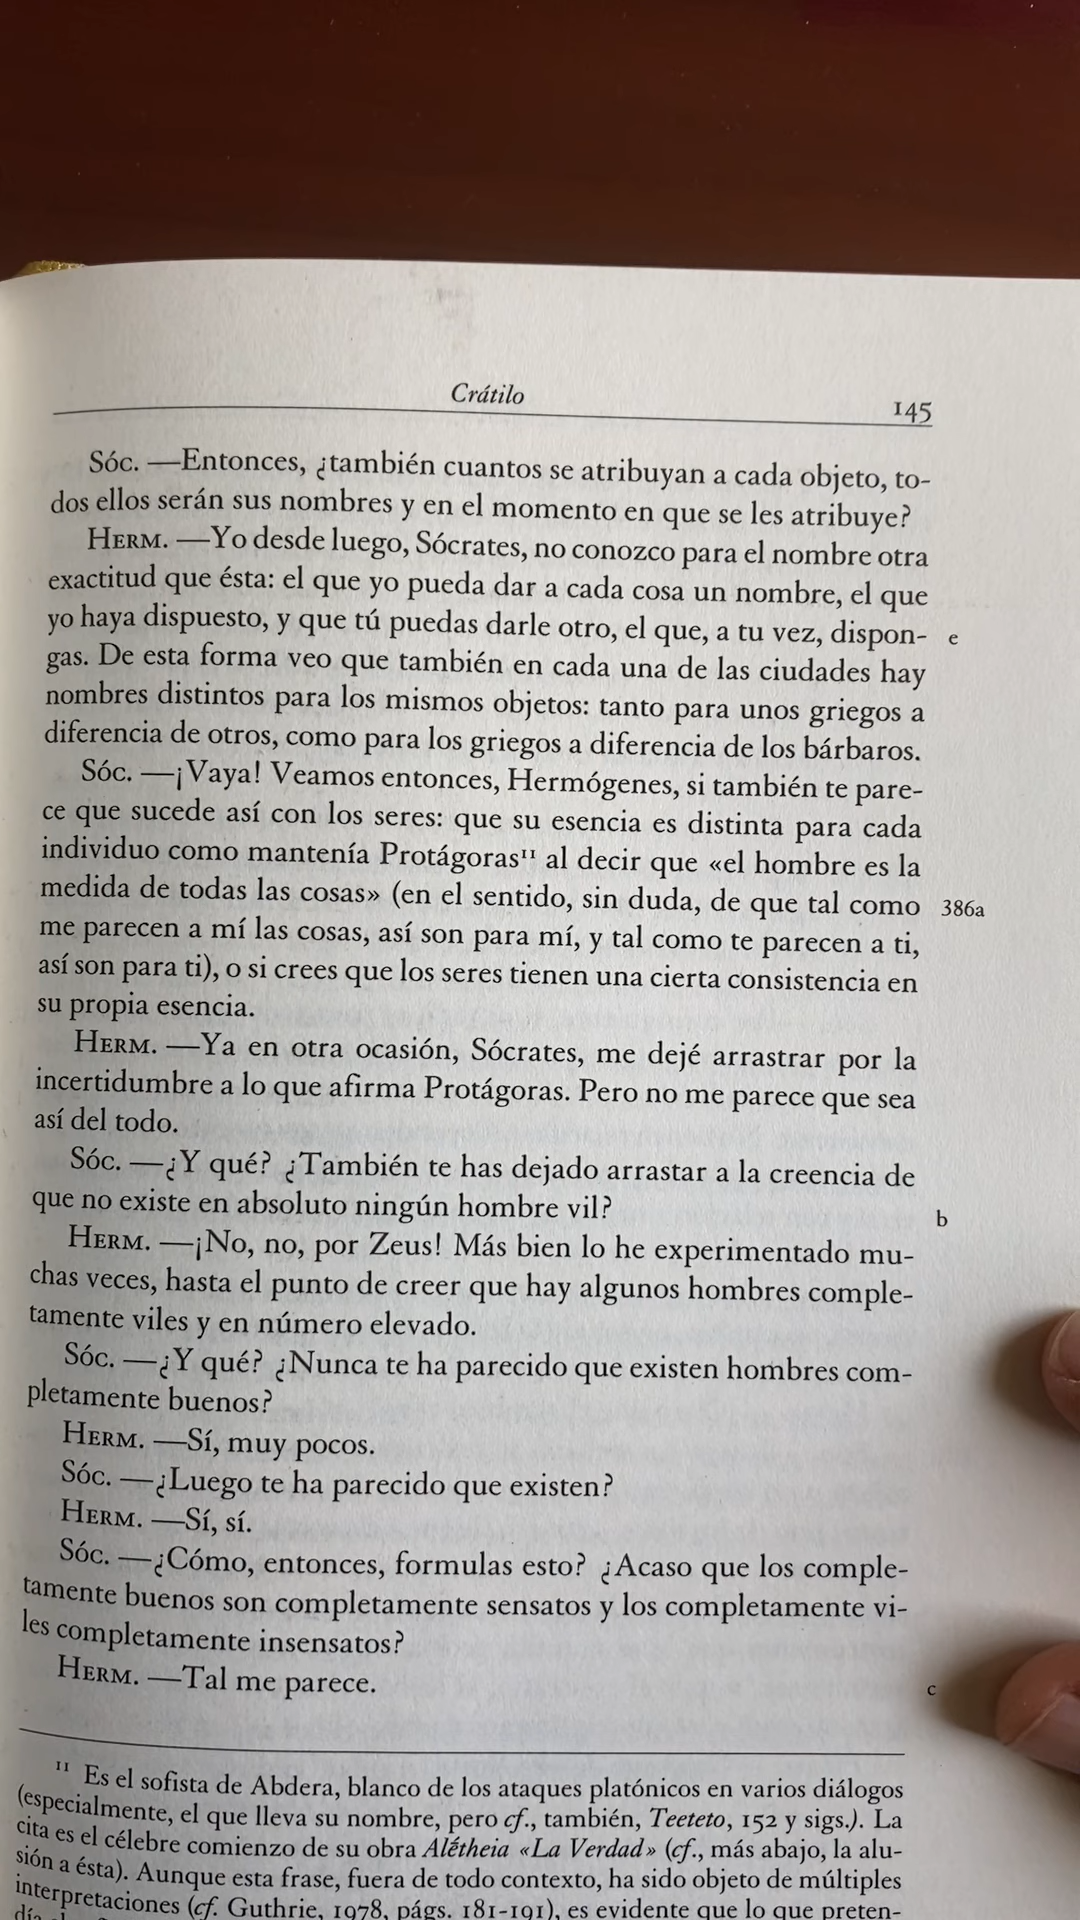 Crátilo
145
Sóc. —Entonces, ¿también cuantos se atribuyan a cada objeto, to-
dos ellos serán sus nombres y en el momento en que se les atribuye?
Herm. —Yo desde luego, Sócrates, no conozco para el nombre otra
exactitud que ésta: el que yo pueda dar a cada cosa un nombre, el que
yo haya dispuesto, y que tú puedas darle otro, el que, a tu vez, dispon- e
gas. De esta forma veo que también en cada una de las ciudades hay
nombres distintos para los mismos objetos: tanto para unos griegos a
diferencia de otros, como para los griegos a diferencia de los bárbaros.
Sóc. —¡Vaya! Veamos entonces, Hermógenes, si también te pare-
ce que sucede así con los seres: que su esencia es distinta para cada
individuo como mantenía Protágoras¹¹ al decir que «el hombre es la
medida de todas las cosas» (en el sentido, sin duda, de que tal como 386a
me parecen a mí las cosas, así son para mí, y tal como te parecen a ti,
así son para ti), o si crees que los seres tienen una cierta consistencia en
su propia esencia.
Herm. —Ya en otra ocasión, Sócrates, me dejé arrastrar por la
incertidumbre a lo que afirma Protágoras. Pero no me parece que sea
así del todo.
Sóc. —¿Y qué? ¿También te has dejado arrastar a la creencia de
que no existe en absoluto ningún hombre vil? b
Herm. —¡No, no, por Zeus! Más bien lo he experimentado mu-
chas veces, hasta el punto de creer que hay algunos hombres comple-
tamente viles y en número elevado.
Sóc. —¿Y qué? ¿Nunca te ha parecido que existen hombres com-
pletamente buenos?
Herm. —Sí, muy pocos.
Sóc. —¿Luego te ha parecido que existen?
Herm. —Sí, sí.
Sóc. —¿Cómo, entonces, formulas esto? ¿Acaso que los comple-
tamente buenos son completamente sensatos y los completamente vi-
les completamente insensatos?
Herm. —Tal me parece. c
¹¹ Es el sofista de Abdera, blanco de los ataques platónicos en varios diálogos
(especialmente, el que lleva su nombre, pero cf., también, Teeteto, 152 y sigs.). La
cita es el célebre comienzo de su obra Alétheia «La Verdad» (cf., más abajo, la alu-
sión a ésta). Aunque esta frase, fuera de todo contexto, ha sido objeto de múltiples
interpretaciones (cf. Guthrie, 1978, págs. 181-191), es evidente que lo que preten-